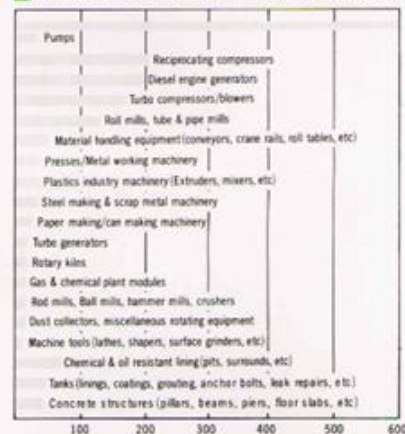 Pumps
Reciprocating compressors
Diesel engine generators
Turbo compressors/blowers
Roll mills, tube & pipe mills
Material handling equipment (conveyors, crane rails, roll tables, etc)
Presses/Metal working machinery
Plastics industry machinery (Extruders, mixers, etc)
Steel making & scrap metal machinery
Paper making/can making machinery
Turbo generators
Rotary kilns
Gas & chemical plant modules
Rod mills, Ball mills, hammer mills, crushers
Dust collectors, miscellaneous rotating equipment
Machine tools (lathes, shapers, surface grinders, etc)
Chemical & oil resistant lining (pits, surrounds, etc)
Tanks (linings, coatings, grouting, anchor bolts, leak repairs, etc)
Concrete structures (pillars, beams, piers, floor slabs, etc)
100 200 300 400 500 600